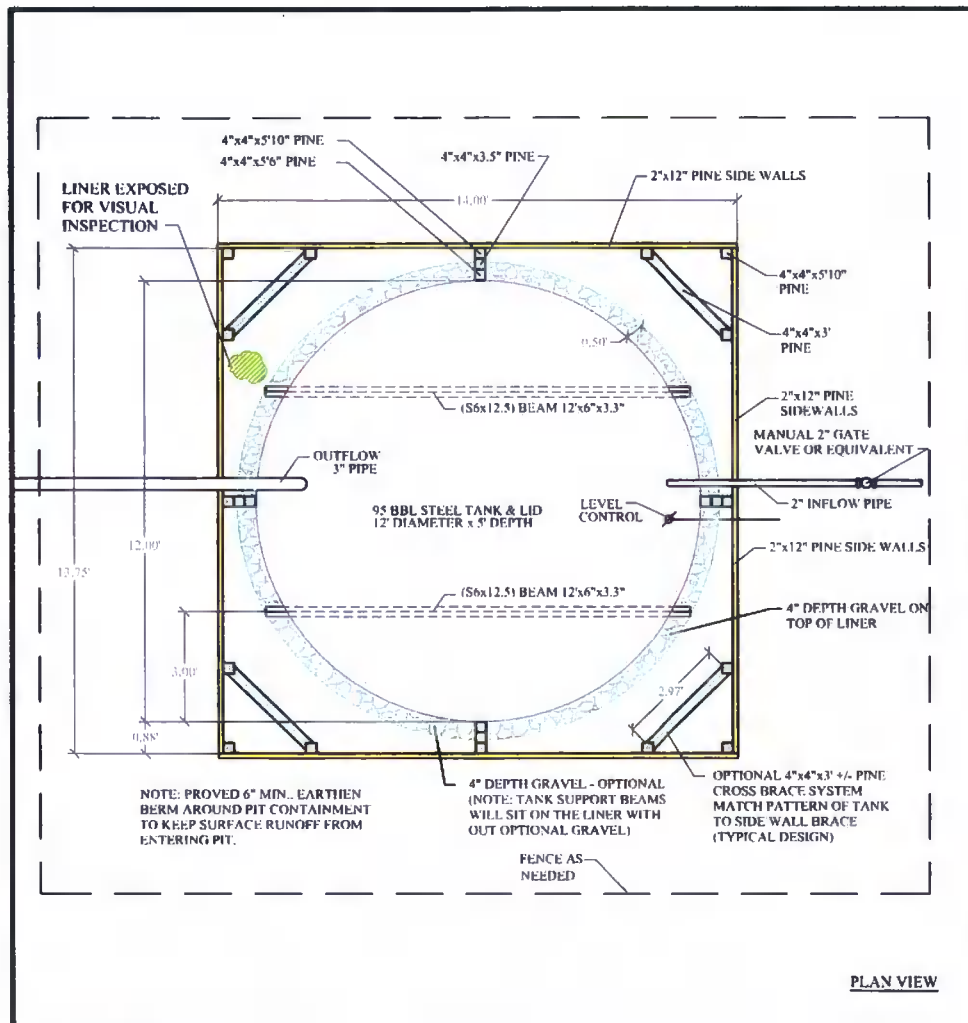 4"x4"x5'10" PINE
4"x4"x5'6" PINE
4"x4"x3.5" PINE
2"x12" PINE SIDE WALLS
LINER EXPOSED
FOR VISUAL
INSPECTION
14.00'
4"x4"x5'10"
PINE
4"x4"x3'
PINE
0.50'
(S6x12.5) BEAM 12'x6"x3.3"
2"x12" PINE
SIDEWALLS
MANUAL 2" GATE
VALVE OR EQUIVALENT
OUTFLOW
3" PIPE
2" INFLOW PIPE
95 BBL STEEL TANK & LID
12' DIAMETER x 5' DEPTH
LEVEL
CONTROL
12.00'
13.75'
2"x12" PINE SIDE WALLS
(S6x12.5) BEAM 12'x6"x3.3"
4" DEPTH GRAVEL ON
TOP OF LINER
3.00'
2.97'
0.88'
NOTE: PROVED 6" MIN.. EARTHEN
BERM AROUND PIT CONTAINMENT
TO KEEP SURFACE RUNOFF FROM
ENTERING PIT.
4" DEPTH GRAVEL - OPTIONAL
(NOTE: TANK SUPPORT BEAMS
WILL SIT ON THE LINER WITH
OUT OPTIONAL GRAVEL)
OPTIONAL 4"x4"x3' +/- PINE
CROSS BRACE SYSTEM
MATCH PATTERN OF TANK
TO SIDE WALL BRACE
(TYPICAL DESIGN)
FENCE AS
NEEDED
PLAN VIEW